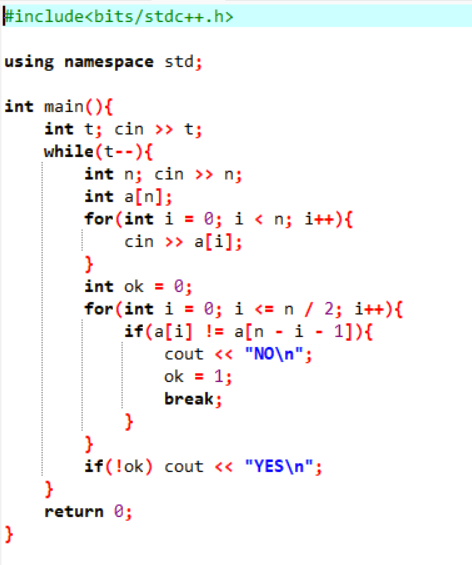 #include<bits/stdc++.h>
using namespace std;
int main(){
    int t; cin >> t;
    while(t--){
        int n; cin >> n;
        int a[n];
        for(int i = 0; i < n; i++){
            cin >> a[i];
        }
        int ok = 0;
        for(int i = 0; i <= n / 2; i++){
            if(a[i] != a[n - i - 1]){
                cout << "NO\n";
                ok = 1;
                break;
            }
        }
        if(!ok) cout << "YES\n";
    }
    return 0;
}